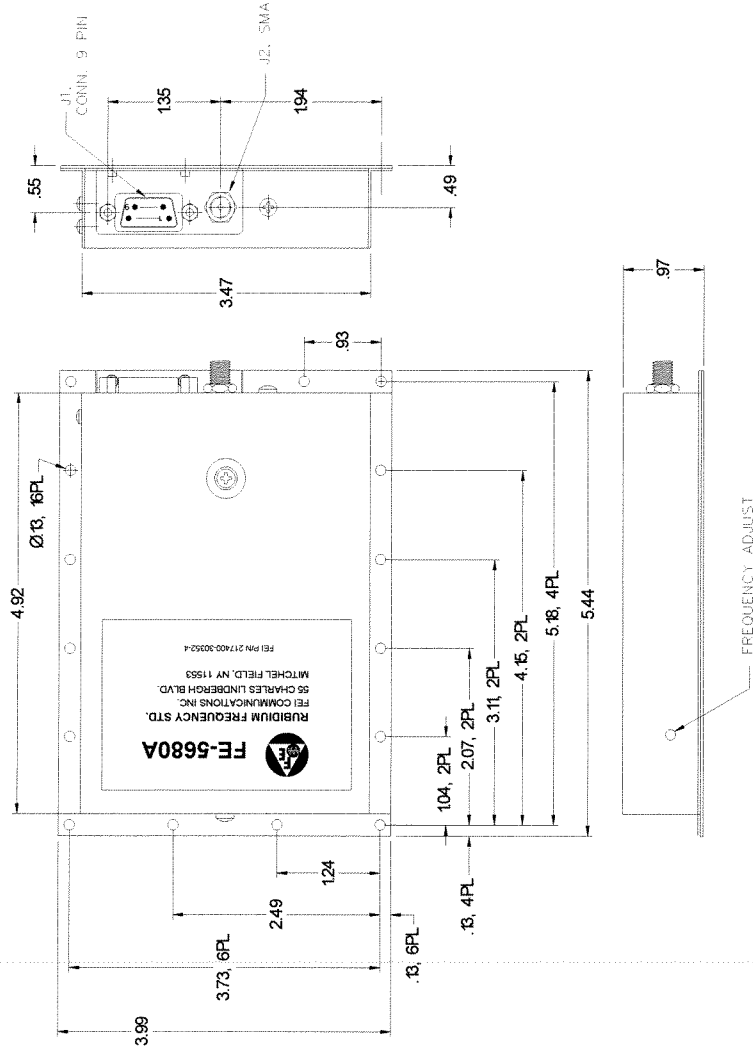 J1,
CONN. 9 PIN
1.35
J2, SMA
1.94
.55
.49
3.47
6
1
.93
Ø.13, 16PL
4.92
FE-5680A
RUBIDIUM FREQUENCY STD.
FEI COMMUNICATIONS INC.
55 CHARLES LINDBERGH BLVD.
MITCHEL FIELD, NY 11553
FEI P/N 217400-30352-4
FEI
1.04, 2PL
2.07, 2PL
3.11, 2PL
4.15, 2PL
5.18, 4PL
5.44
.13, 4PL
1.24
2.49
.13, 6PL
3.73, 6PL
3.99
.97
FREQUENCY ADJUST